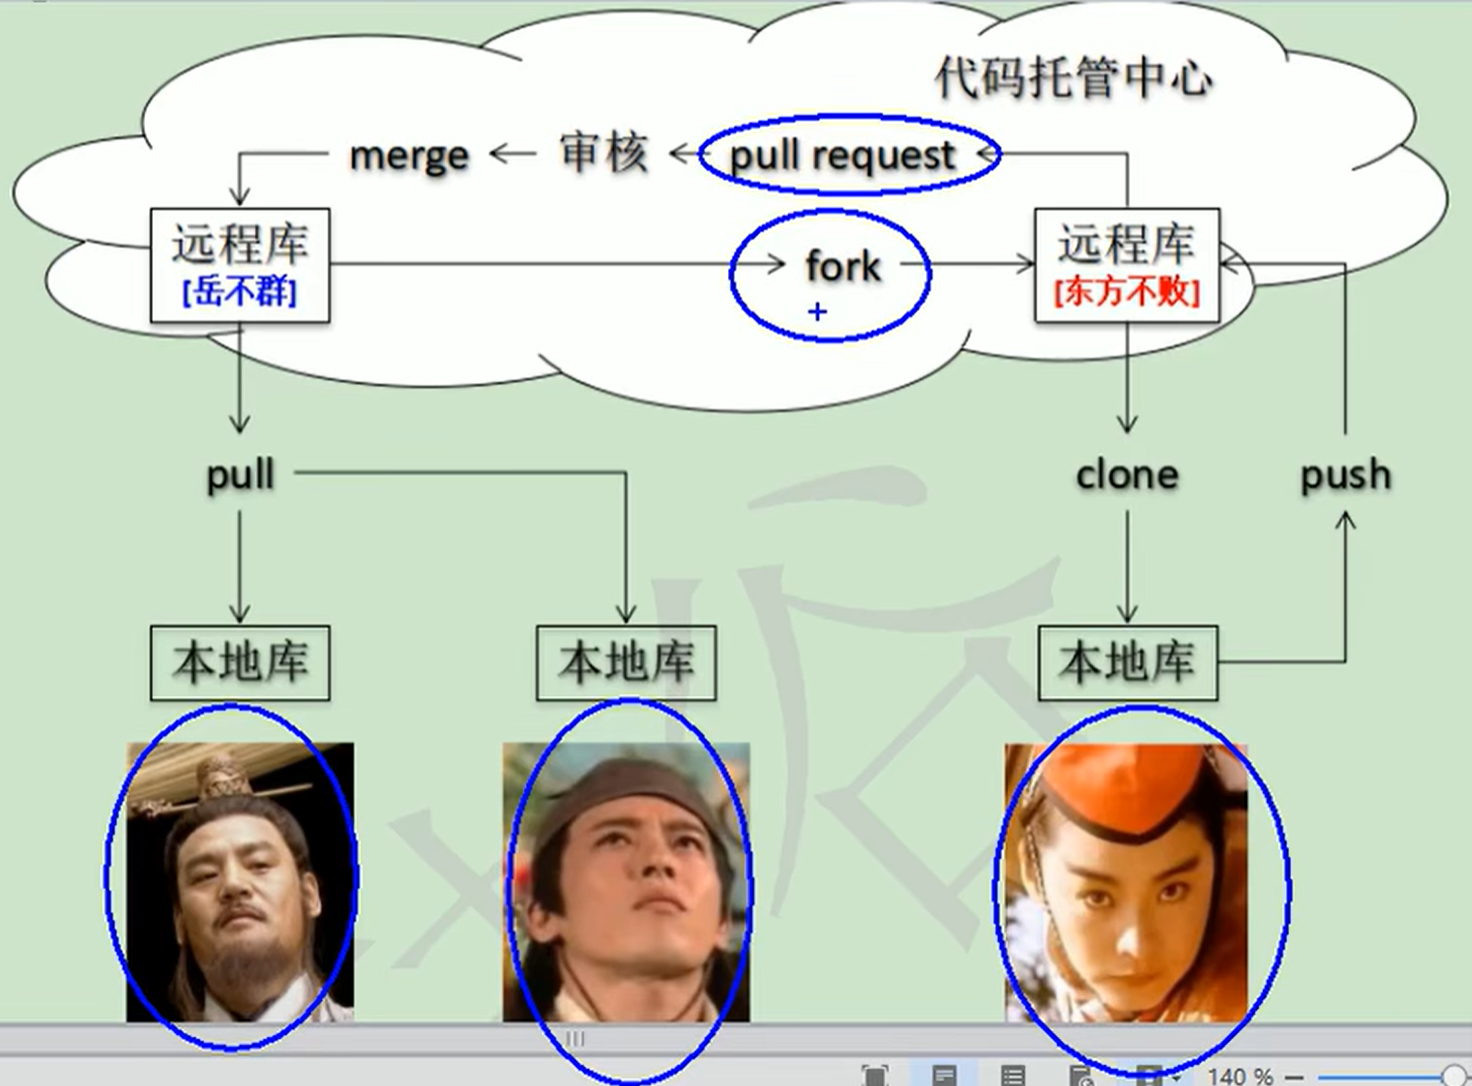 代码托管中心
merge
审核
pull request
远程库
[岳不群]
fork
+
远程库
[东方不败]
pull
clone
push
本地库
本地库
本地库
140 %